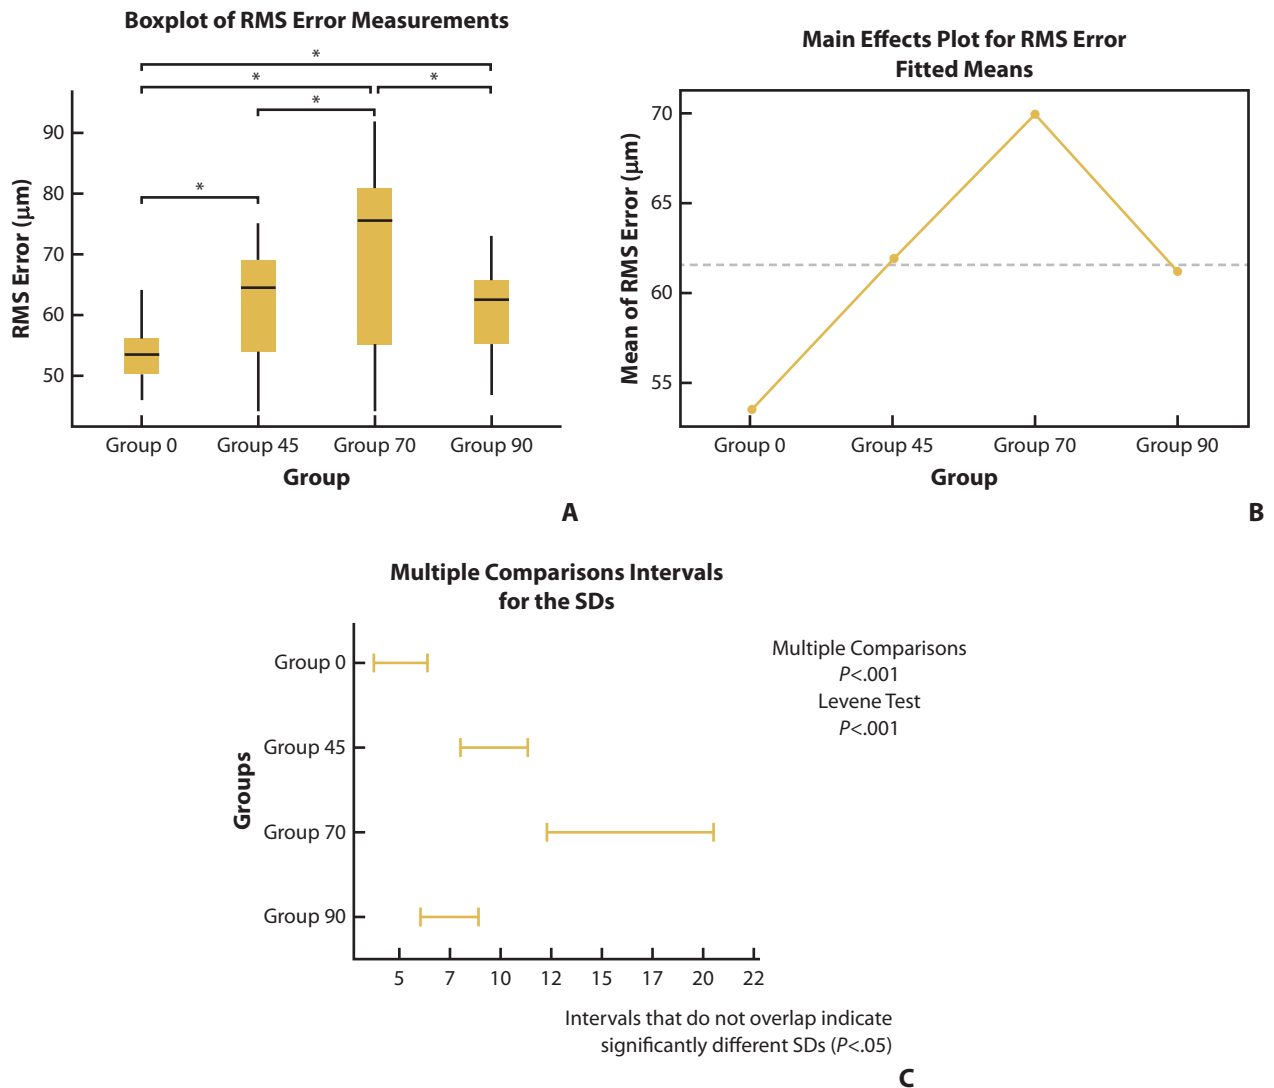 Boxplot of RMS Error Measurements
*
*
*
*
*
RMS Error (μm)
90
80
70
60
50
Group 0
Group 45
Group 70
Group 90
Group
A
Main Effects Plot for RMS Error
Fitted Means
Mean of RMS Error (μm)
70
65
60
55
Group 0
Group 45
Group 70
Group 90
Group
B
Multiple Comparisons Intervals
for the SDs
Groups
Group 0
Group 45
Group 70
Group 90
5
7
10
12
15
17
20
22
Multiple Comparisons
P<.001
Levene Test
P<.001
Intervals that do not overlap indicate
significantly different SDs (P<.05)
C